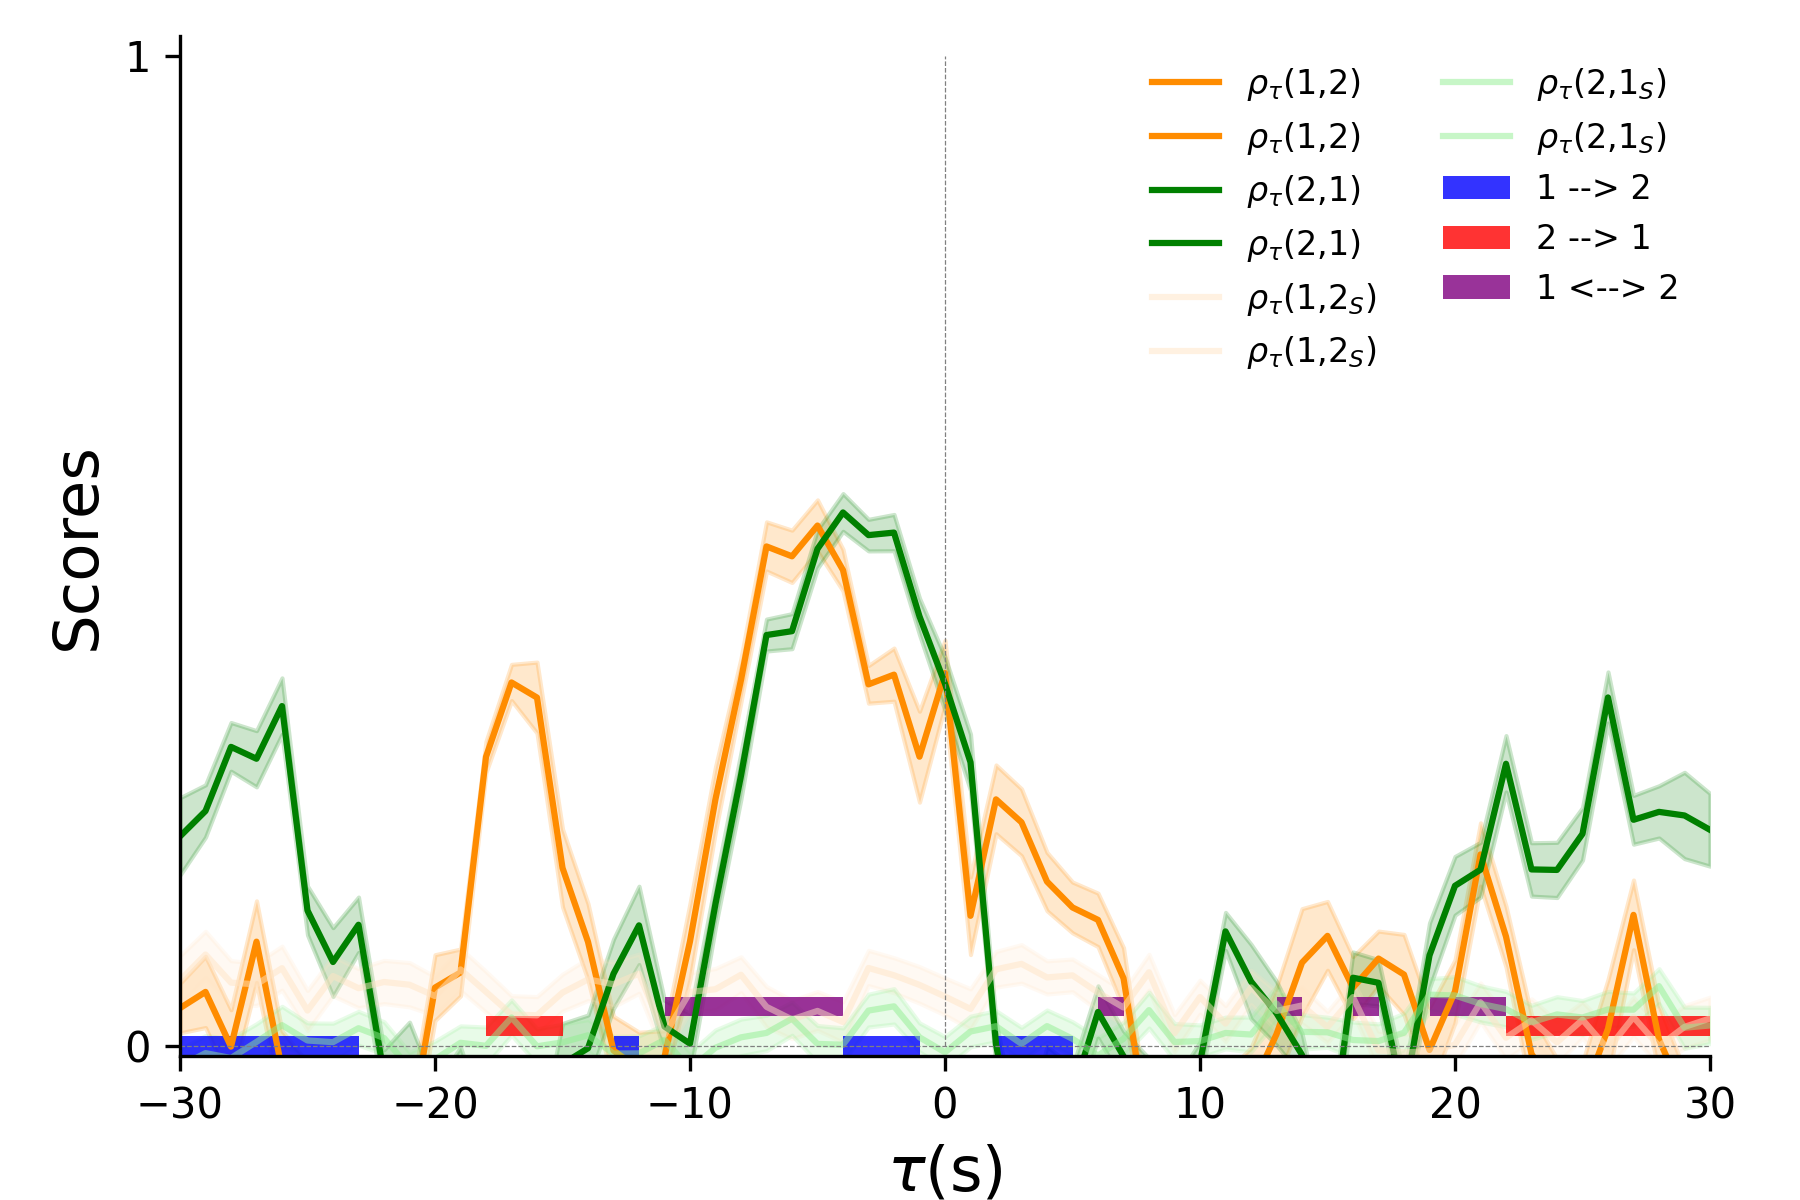 1
ρτ(1,2)
ρτ(1,2)
ρτ(2,1)
ρτ(2,1)
ρτ(1,2S)
ρτ(1,2S)
ρτ(2,1S)
ρτ(2,1S)
1 --> 2
2 --> 1
1 <--> 2
Scores
0
−30 −20 −10 0 10 20 30
τ(s)